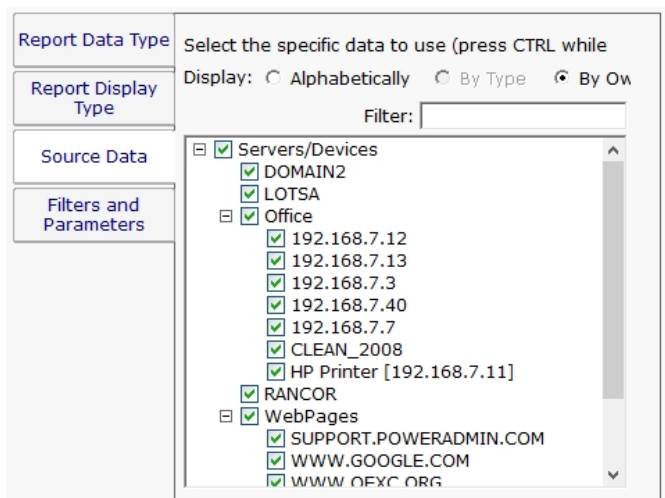 Report Data Type
Report Display
Type
Source Data
Filters and
Parameters
Select the specific data to use (press CTRL while
Display: Alphabetically By Type By Ow
Filter:
Servers/Devices
DOMAIN2
LOTSA
Office
192.168.7.12
192.168.7.13
192.168.7.3
192.168.7.40
192.168.7.7
CLEAN_2008
HP Printer [192.168.7.11]
RANCOR
WebPages
SUPPORT.POWERADMIN.COM
WWW.GOOGLE.COM
WWW.OEXC.ORG